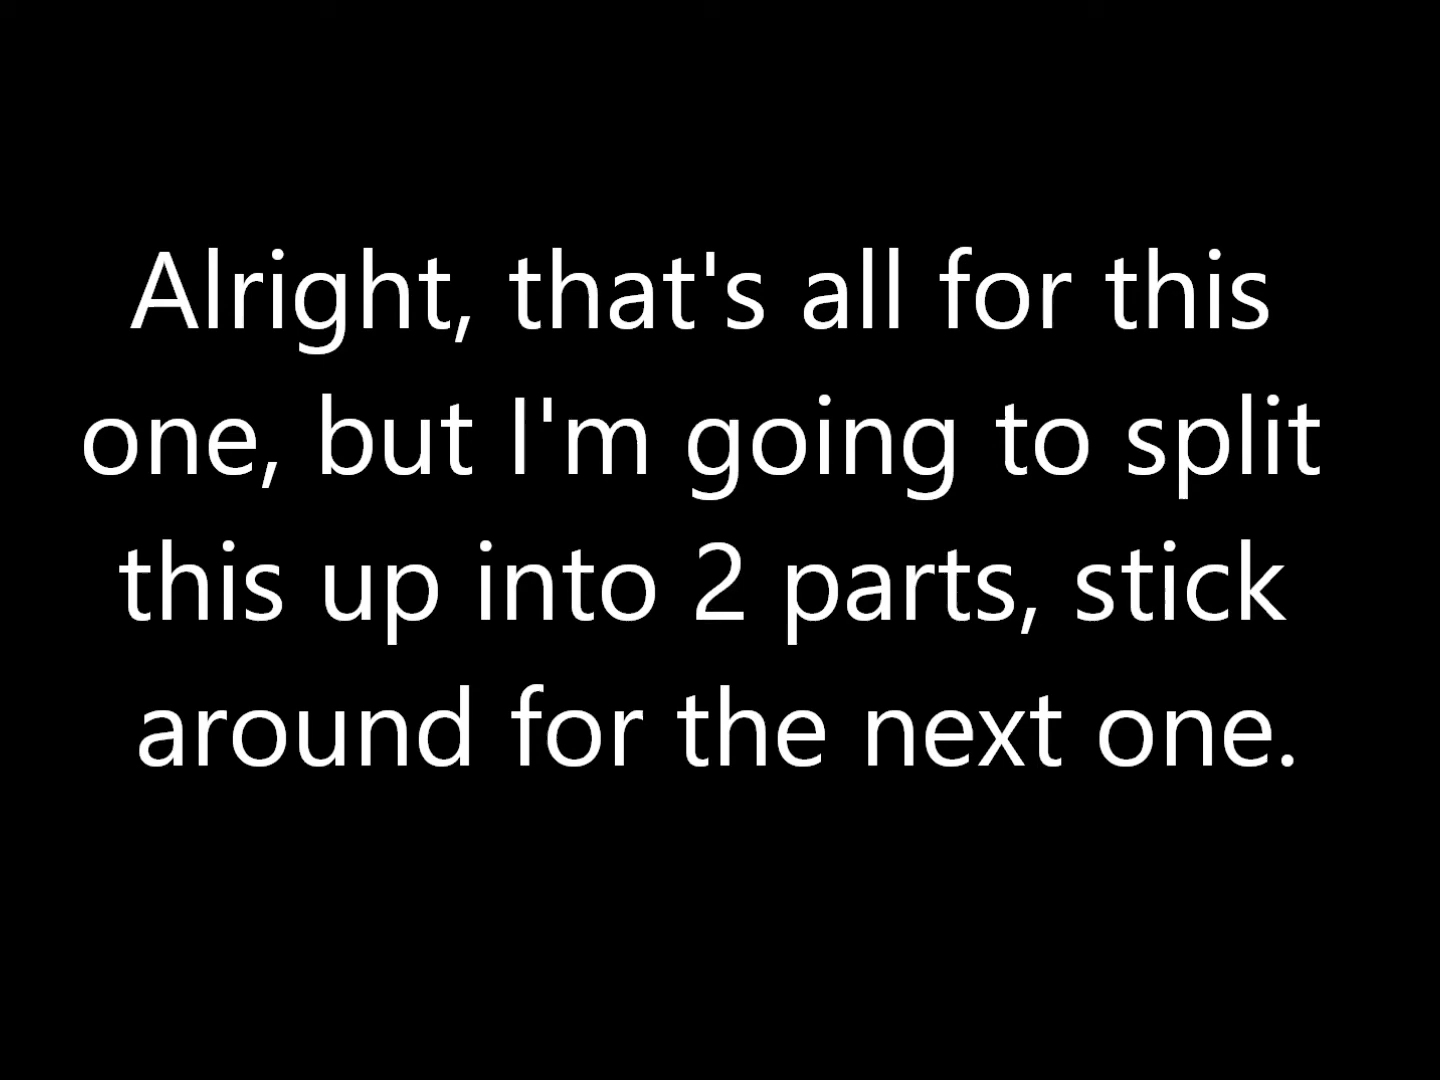 Alright, that's all for this
one, but I'm going to split
this up into 2 parts, stick
around for the next one.